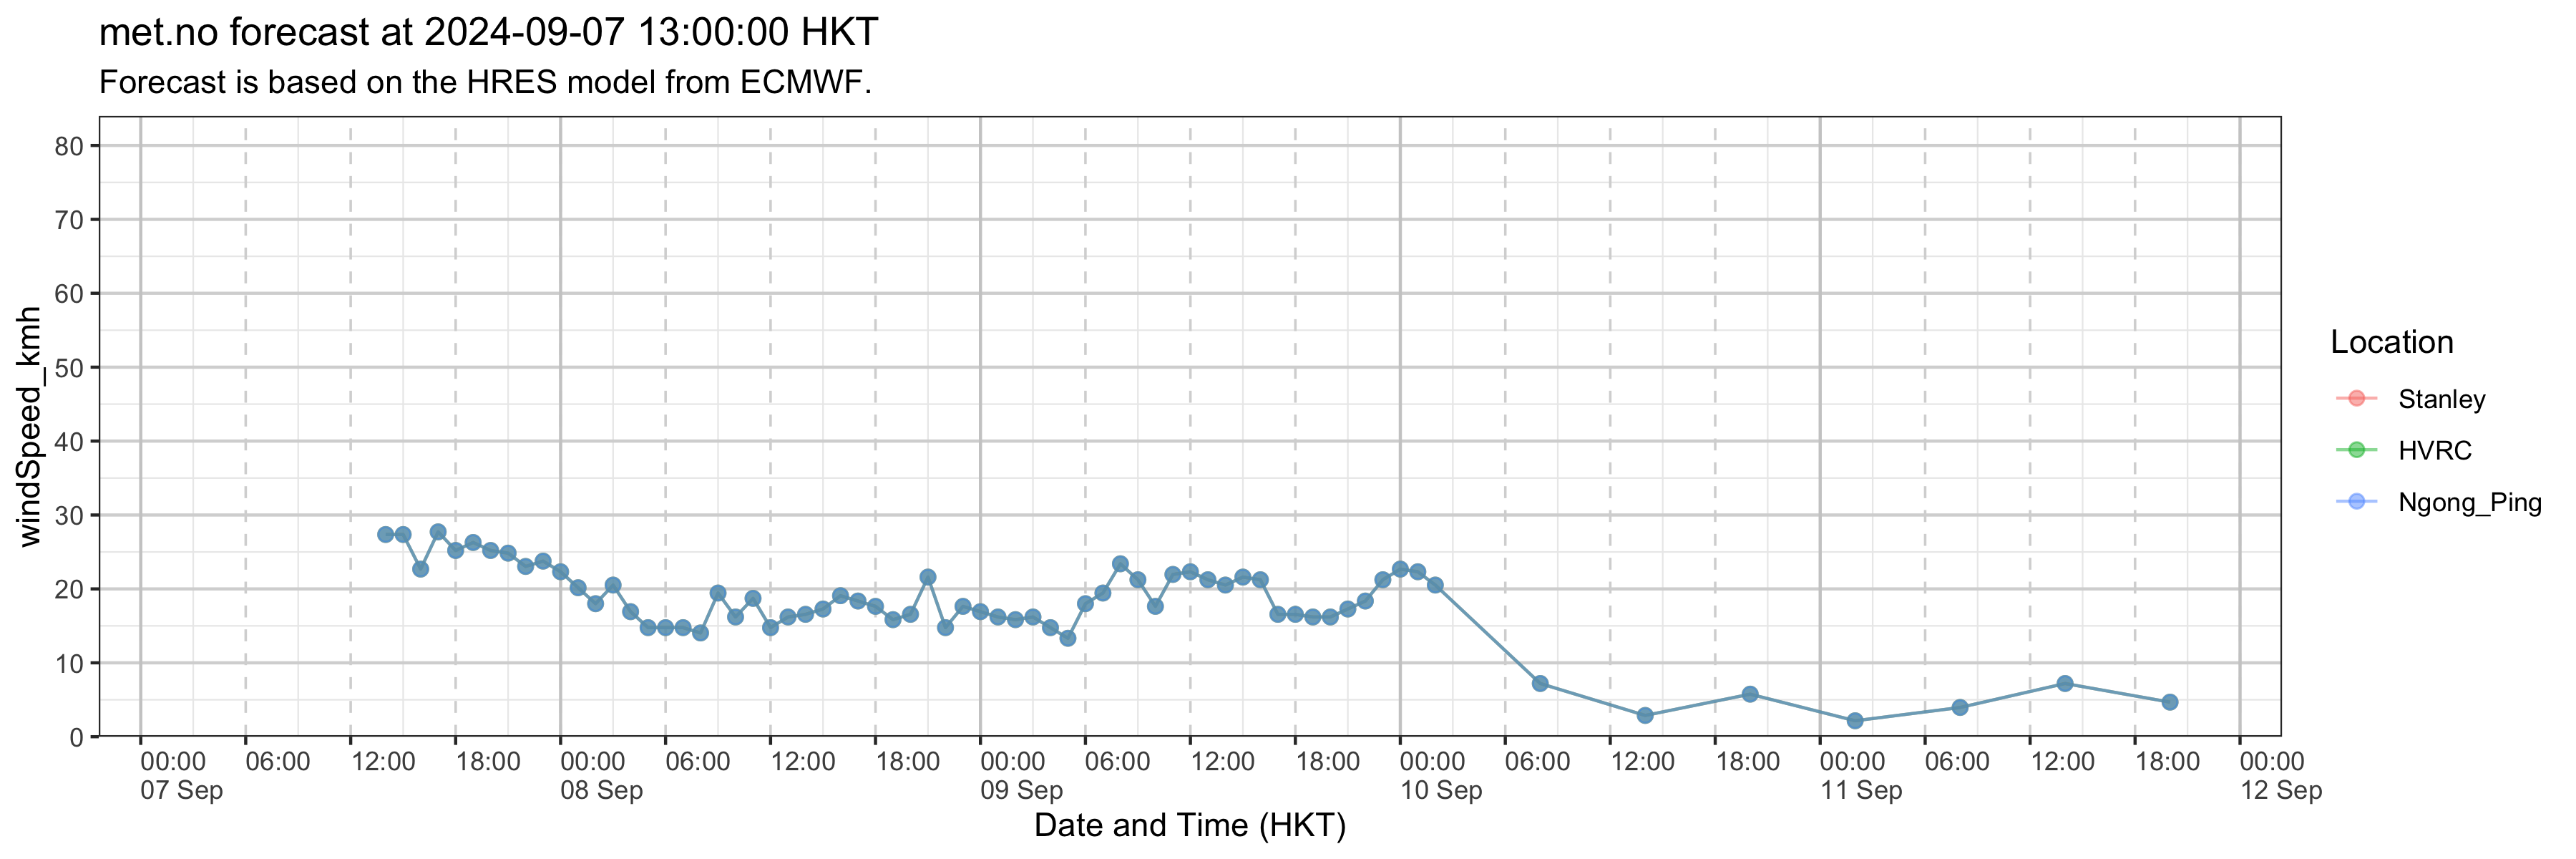 met.no forecast at 2024-09-07 13:00:00 HKT
Forecast is based on the HRES model from ECMWF.
windSpeed_kmh
80
70
60
50
40
30
20
10
0
00:00 06:00 12:00 18:00 00:00 06:00 12:00 18:00 00:00 06:00 12:00 18:00 00:00 06:00 12:00 18:00 00:00 06:00 12:00 18:00 00:00
07 Sep 08 Sep 09 Sep 10 Sep 11 Sep 12 Sep
Date and Time (HKT)
Location
Stanley
HVRC
Ngong_Ping